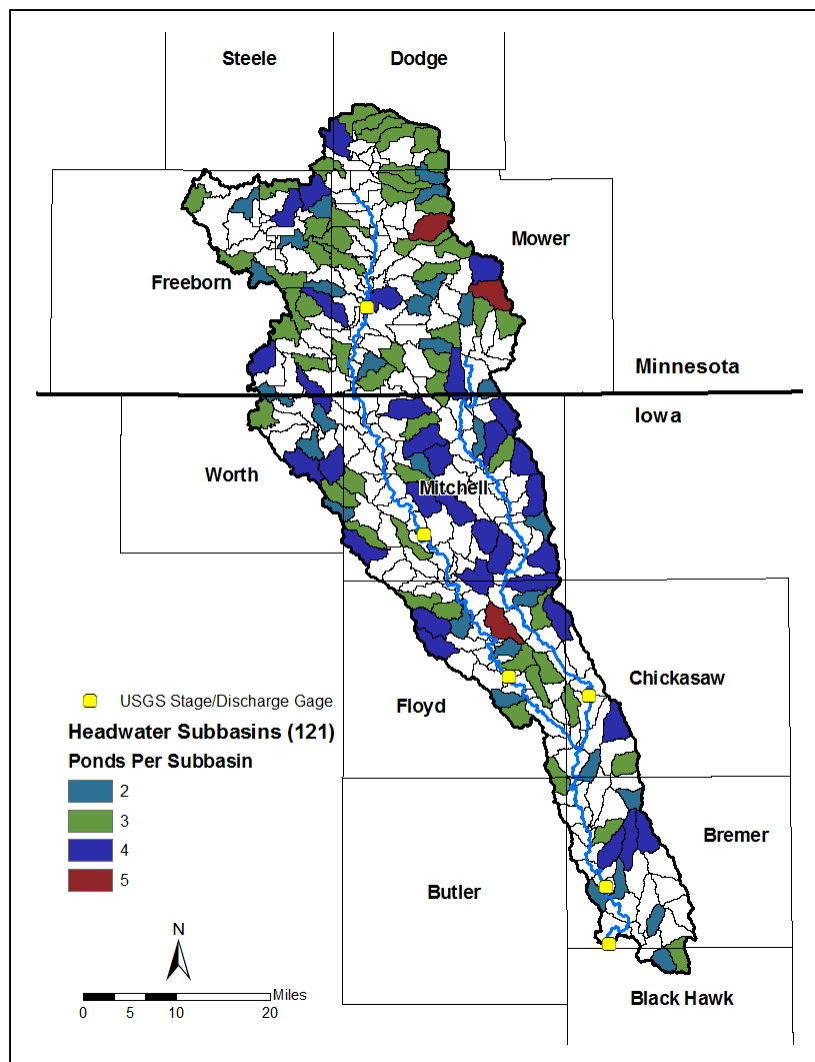 Steele
Dodge
Mower
Freeborn
Minnesota
Iowa
Worth
Mitchell
Chickasaw
Floyd
USGS Stage/Discharge Gage
Headwater Subbasins (121)
Ponds Per Subbasin
2
3
4
5
Bremer
Butler
N
Miles
0 5 10 20
Black Hawk